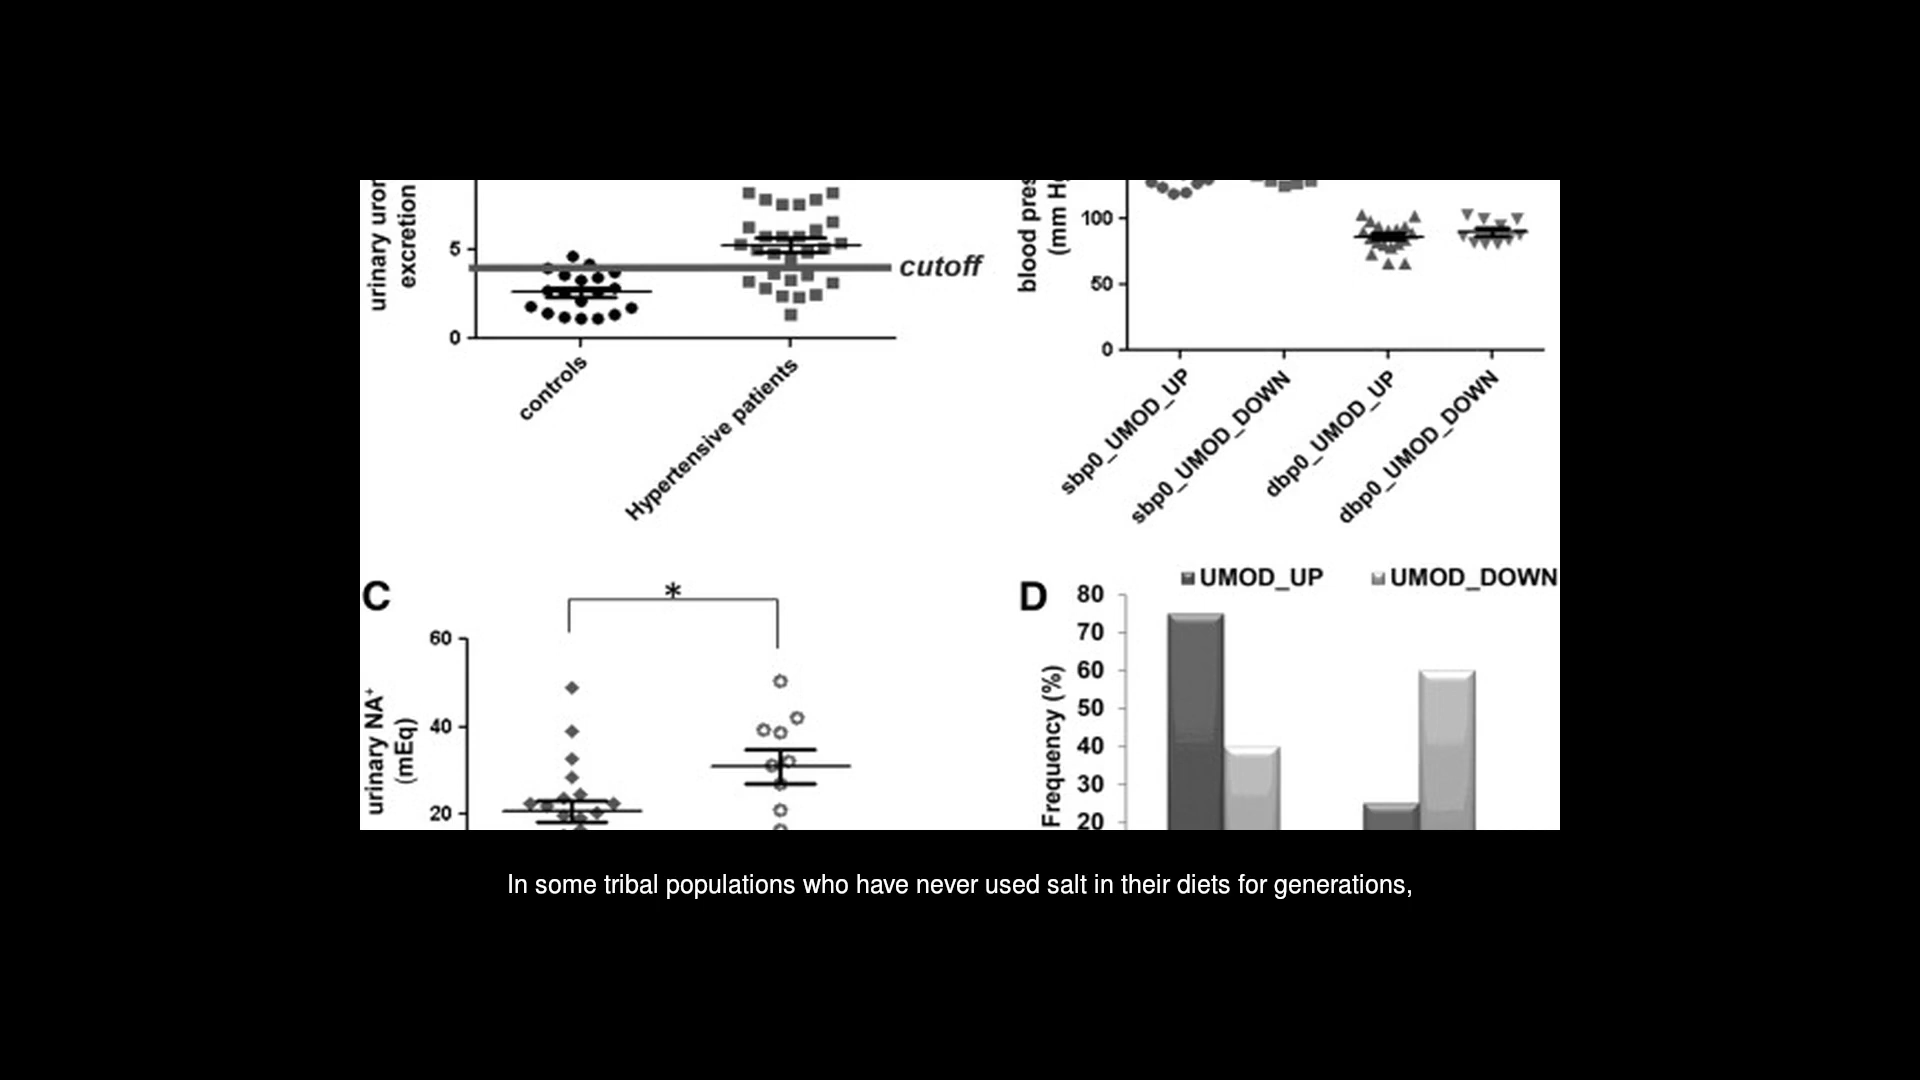 urinary uro
excretion
5
0
cutoff
controls
Hypertensive patients
blood pres
(mm H
100
50
0
sbp0_UMOD_UP
sbp0_UMOD_DOWN
dbp0_UMOD_UP
dbp0_UMOD_DOWN
C
*
60
40
20
urinary NA⁺
(mEq)
D
UMOD_UP
UMOD_DOWN
80
70
60
50
40
30
20
Frequency (%)
In some tribal populations who have never used salt in their diets for generations,